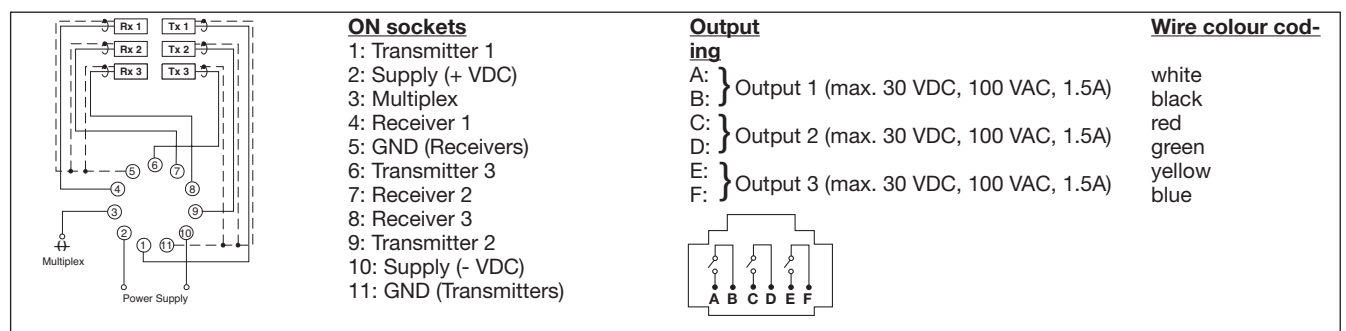 Rx 1 Tx 1
Rx 2 Tx 2
Rx 3 Tx 3
5
6
7
4
8
3
9
2
10
1
11
Multiplex
Power Supply
ON sockets
1: Transmitter 1
2: Supply (+ VDC)
3: Multiplex
4: Receiver 1
5: GND (Receivers)
6: Transmitter 3
7: Receiver 2
8: Receiver 3
9: Transmitter 2
10: Supply (- VDC)
11: GND (Transmitters)
Output Wire colour cod-
ing
A: white
Output 1 (max. 30 VDC, 100 VAC, 1.5A)
B: black
C: red
Output 2 (max. 30 VDC, 100 VAC, 1.5A)
D: green
E: yellow
Output 3 (max. 30 VDC, 100 VAC, 1.5A)
F: blue
A B C D E F